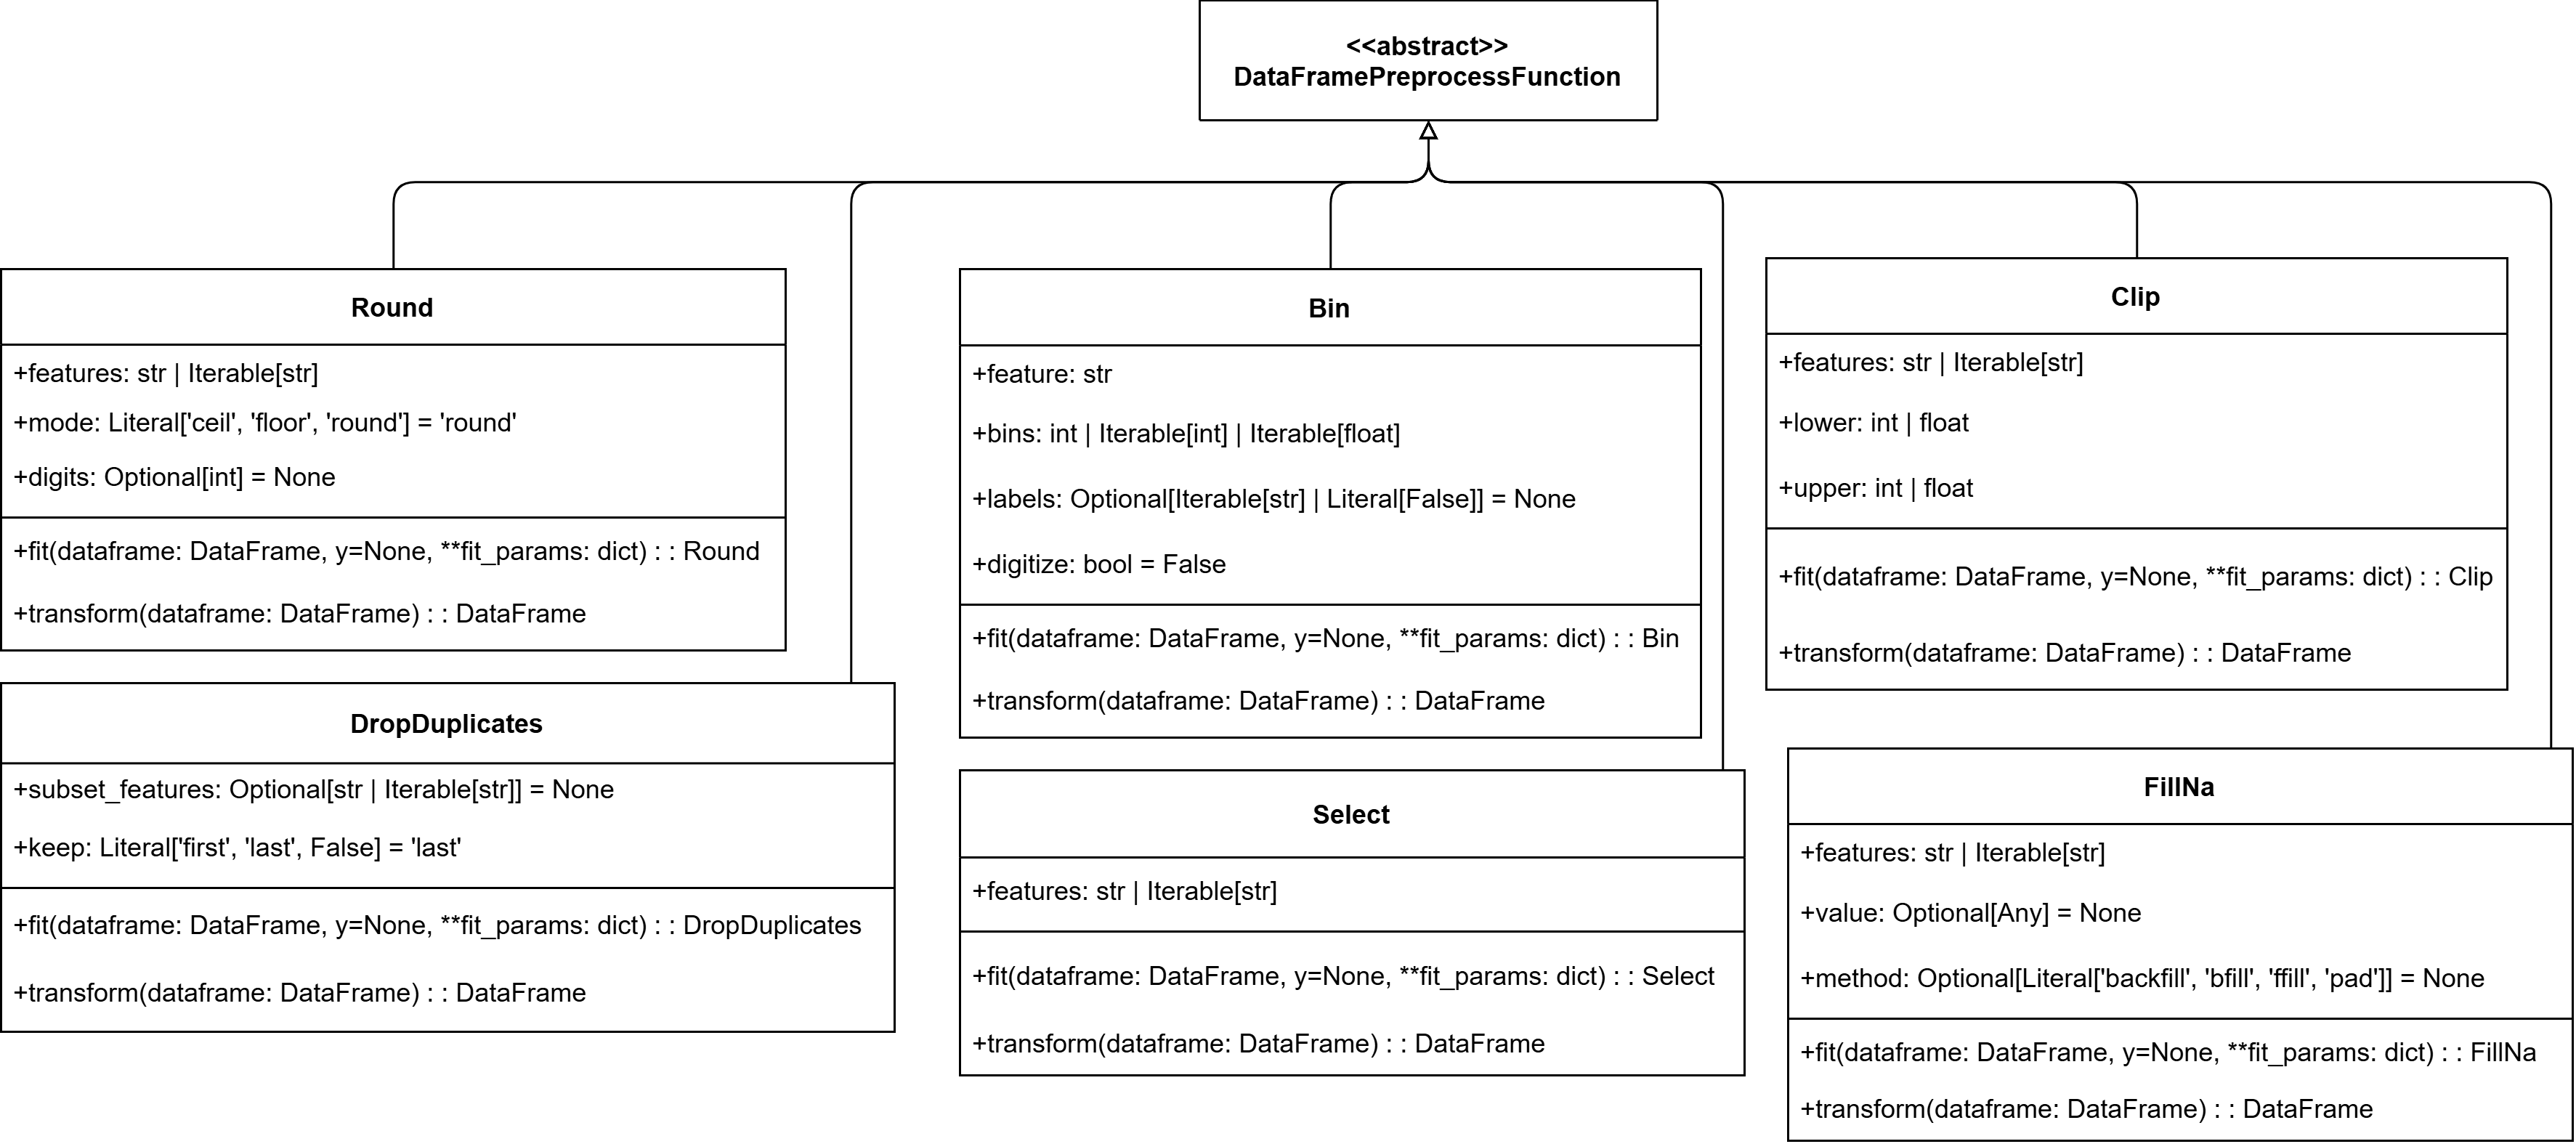 <<abstract>>
DataFramePreprocessFunction
Round
+features: str | Iterable[str]
+mode: Literal['ceil', 'floor', 'round'] = 'round'
+digits: Optional[int] = None
+fit(dataframe: DataFrame, y=None, **fit_params: dict) : : Round
+transform(dataframe: DataFrame) : : DataFrame
DropDuplicates
+subset_features: Optional[str | Iterable[str]] = None
+keep: Literal['first', 'last', False] = 'last'
+fit(dataframe: DataFrame, y=None, **fit_params: dict) : : DropDuplicates
+transform(dataframe: DataFrame) : : DataFrame
Bin
+feature: str
+bins: int | Iterable[int] | Iterable[float]
+labels: Optional[Iterable[str] | Literal[False]] = None
+digitize: bool = False
+fit(dataframe: DataFrame, y=None, **fit_params: dict) : : Bin
+transform(dataframe: DataFrame) : : DataFrame
Select
+features: str | Iterable[str]
+fit(dataframe: DataFrame, y=None, **fit_params: dict) : : Select
+transform(dataframe: DataFrame) : : DataFrame
Clip
+features: str | Iterable[str]
+lower: int | float
+upper: int | float
+fit(dataframe: DataFrame, y=None, **fit_params: dict) : : Clip
+transform(dataframe: DataFrame) : : DataFrame
FillNa
+features: str | Iterable[str]
+value: Optional[Any] = None
+method: Optional[Literal['backfill', 'bfill', 'ffill', 'pad']] = None
+fit(dataframe: DataFrame, y=None, **fit_params: dict) : : FillNa
+transform(dataframe: DataFrame) : : DataFrame